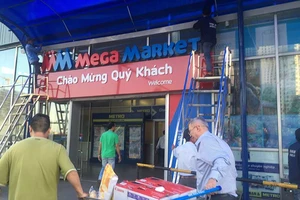 MM MEGA MARKET
Chào Mừng Quý Khách
Welcome